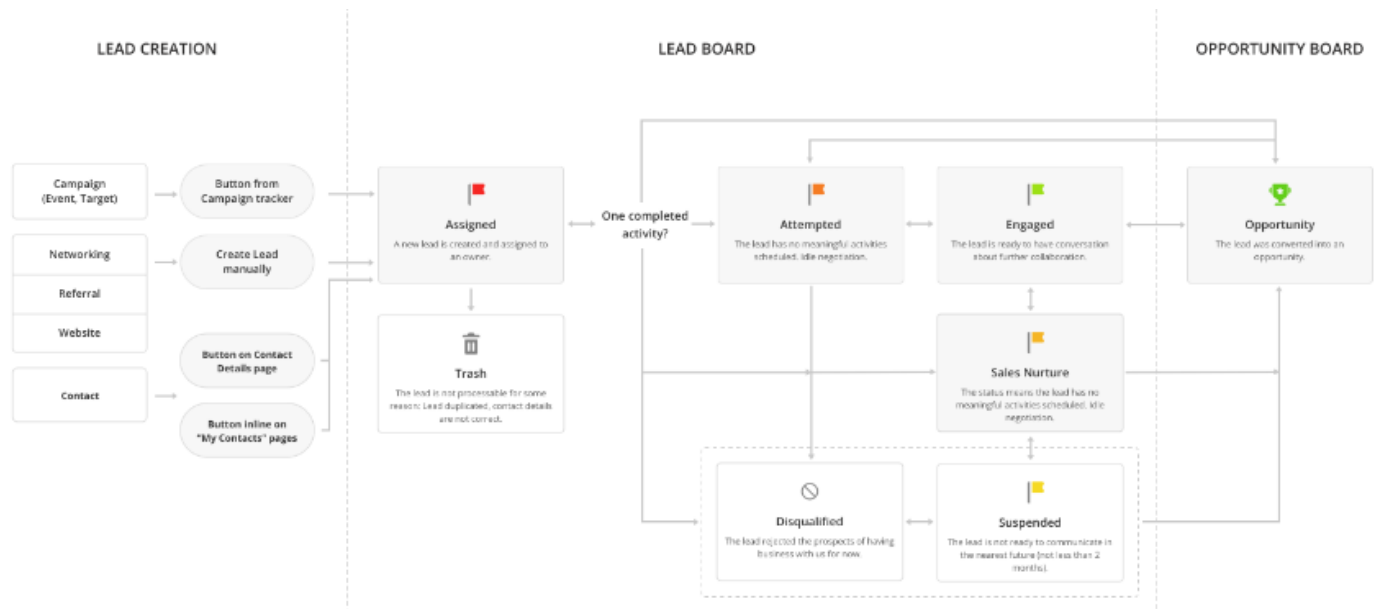 LEAD CREATION
LEAD BOARD
OPPORTUNITY BOARD
Campaign
(Event, Target)
Button from
Campaign tracker
Networking
Referral
Website
Create Lead
manually
Contact
Button on Contact
Details page
Button inline on
"My Contacts" pages
Assigned
A new lead is created and assigned to
an owner.
Trash
The lead is not processable for some
reason: Lead duplicated, contact details
are not correct.
One completed
activity?
Attempted
The lead has no meaningful activities
scheduled. Idle negotiation.
Engaged
The lead is ready to have conversation
about further collaboration.
Opportunity
The lead was converted into an
opportunity.
Sales Nurture
The status means the lead has no
meaningful activities scheduled. Idle
negotiation.
Disqualified
The lead rejected the prospects of having
business with us for now.
Suspended
The lead is not ready to communicate in
the nearest future (not less than 2
months).